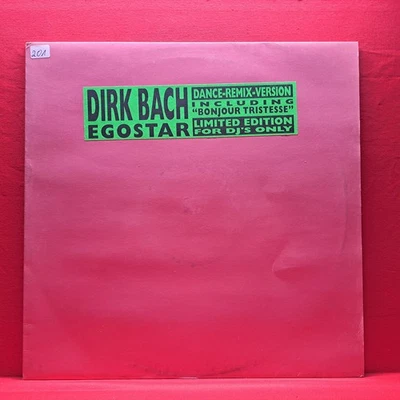 201
DIRK BACH
EGOSTAR
DANCE-REMIX-VERSION
INCLUDING
"BONJOUR TRISTESSE"
LIMITED EDITION
FOR DJ'S ONLY